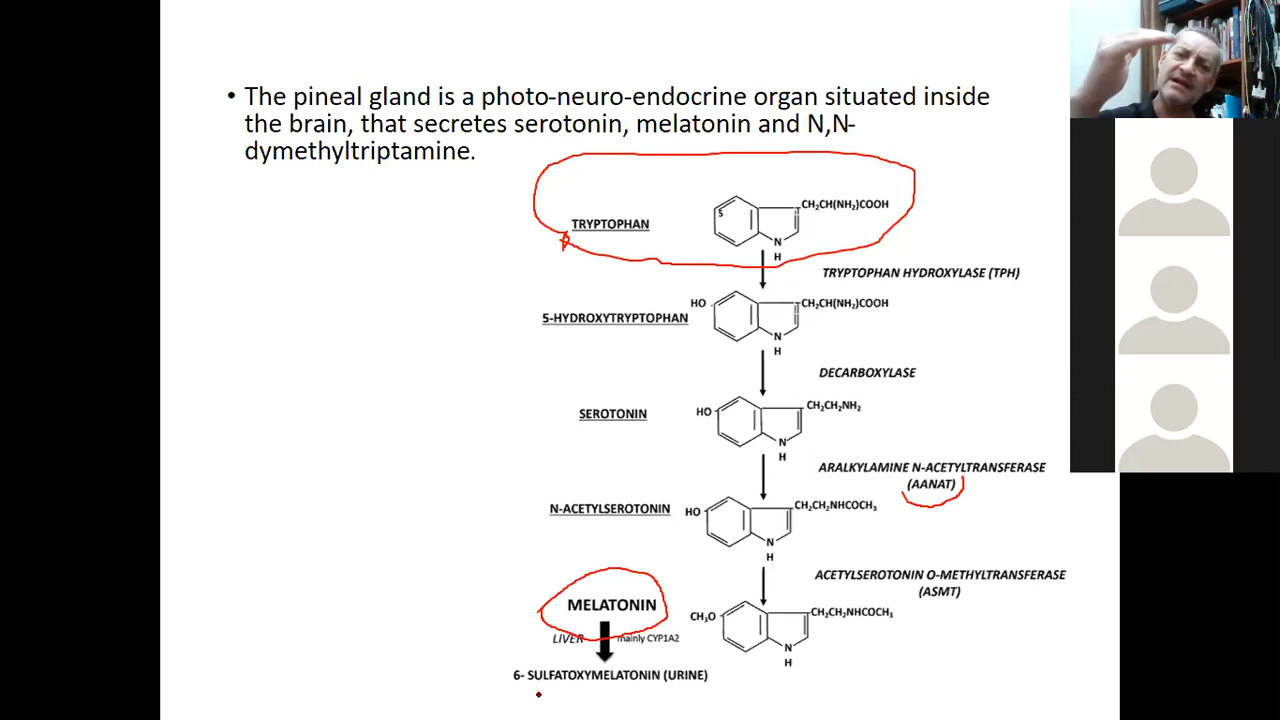 • The pineal gland is a photo-neuro-endocrine organ situated inside
the brain, that secretes serotonin, melatonin and N,N-
dymethyltriptamine.
TRYPTOPHAN
5
CH₂CH(NH₂)COOH
N
H
TRYPTOPHAN HYDROXYLASE (TPH)
5-HYDROXYTRYPTOPHAN
HO
CH₂CH(NH₂)COOH
N
H
DECARBOXYLASE
SEROTONIN
HO
CH₂CH₂NH₂
N
H
ARALKYLAMINE N-ACETYLTRANSFERASE
(AANAT)
N-ACETYLSEROTONIN
HO
CH₂CH₂NHCOCH₃
N
H
ACETYLSEROTONIN O-METHYLTRANSFERASE
(ASMT)
MELATONIN
CH₃O
CH₂CH₂NHCOCH₃
N
H
LIVER mainly CYP1A2
6- SULFATOXYMELATONIN (URINE)